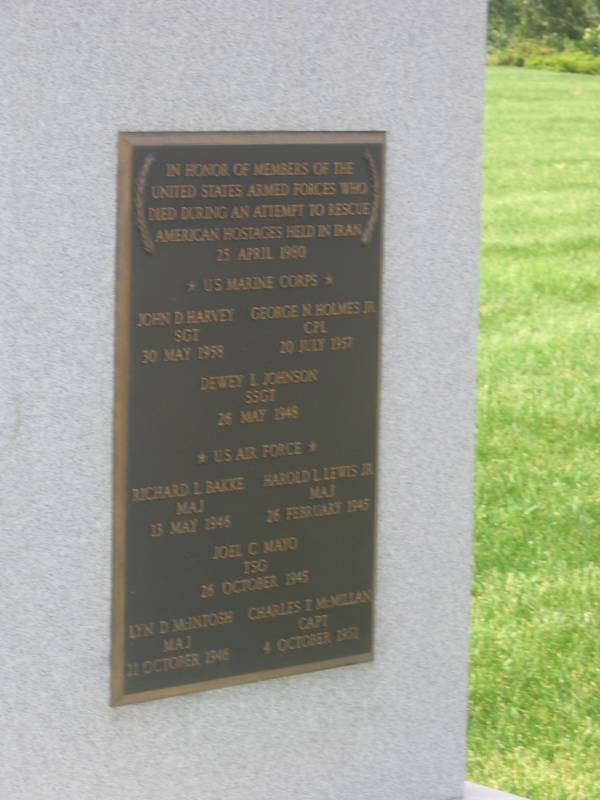 IN HONOR OF MEMBERS OF THE
UNITED STATES ARMED FORCES WHO
DIED DURING AN ATTEMPT TO RESCUE
AMERICAN HOSTAGES HELD IN IRAN
25 APRIL 1980
★ U S MARINE CORPS ★
JOHN D HARVEY
SGT
30 MAY 1958
GEORGE N HOLMES JR.
CPL
20 JULY 1957
DEWEY L JOHNSON
SSGT
26 MAY 1948
★ U S AIR FORCE ★
RICHARD L BAKKE
MAJ
13 MAY 1946
HAROLD L LEWIS JR
MAJ
26 FEBRUARY 1945
JOEL C. MAYO
TSG
26 OCTOBER 1945
LYN D McINTOSH
MAJ
11 OCTOBER 1946
CHARLES T McMILLAN
CAPT
4 OCTOBER 1951